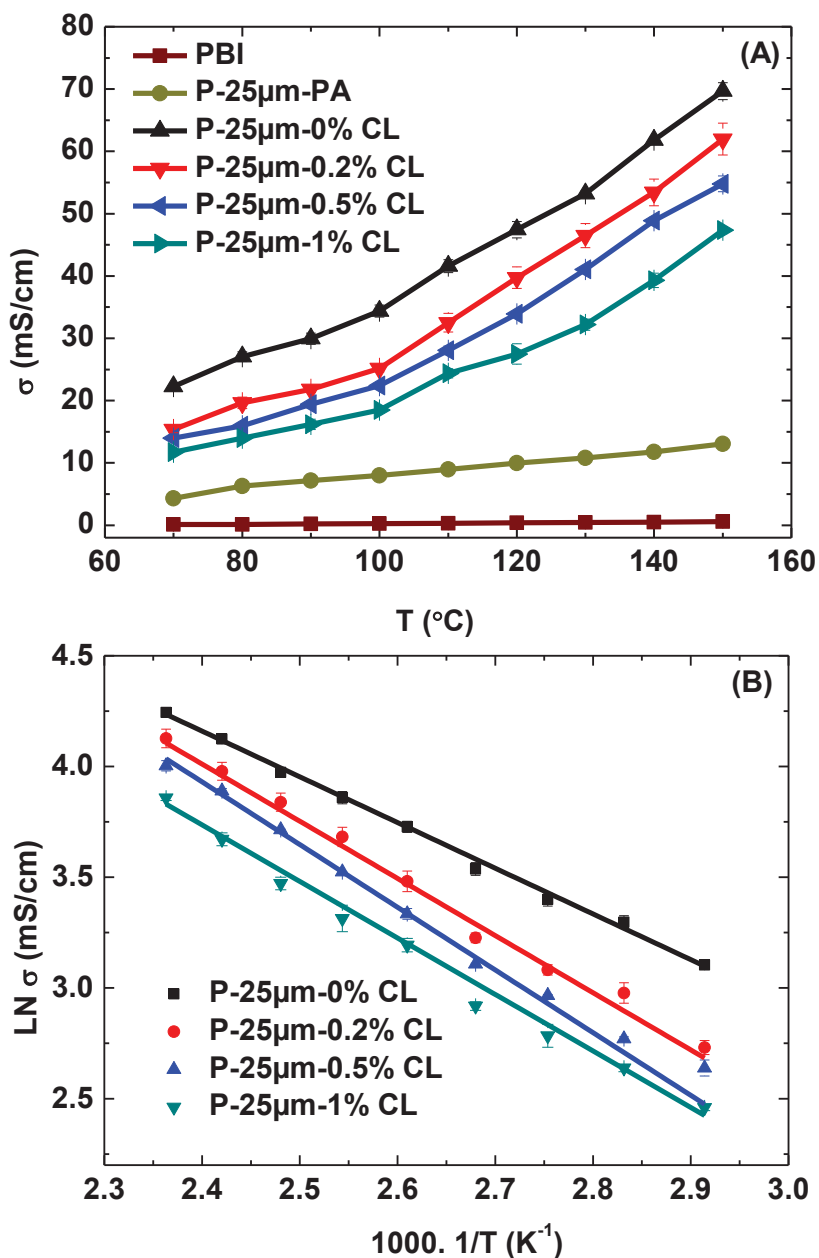 (A)
PBI
P-25μm-PA
P-25μm-0% CL
P-25μm-0.2% CL
P-25μm-0.5% CL
P-25μm-1% CL
80
70
60
50
40
30
20
10
0
σ (mS/cm)
60 80 100 120 140 160
T (°C)
(B)
4.5
4.0
3.5
3.0
2.5
LN σ (mS/cm)
P-25μm-0% CL
P-25μm-0.2% CL
P-25μm-0.5% CL
P-25μm-1% CL
2.3 2.4 2.5 2.6 2.7 2.8 2.9 3.0
1000. 1/T (K⁻¹)